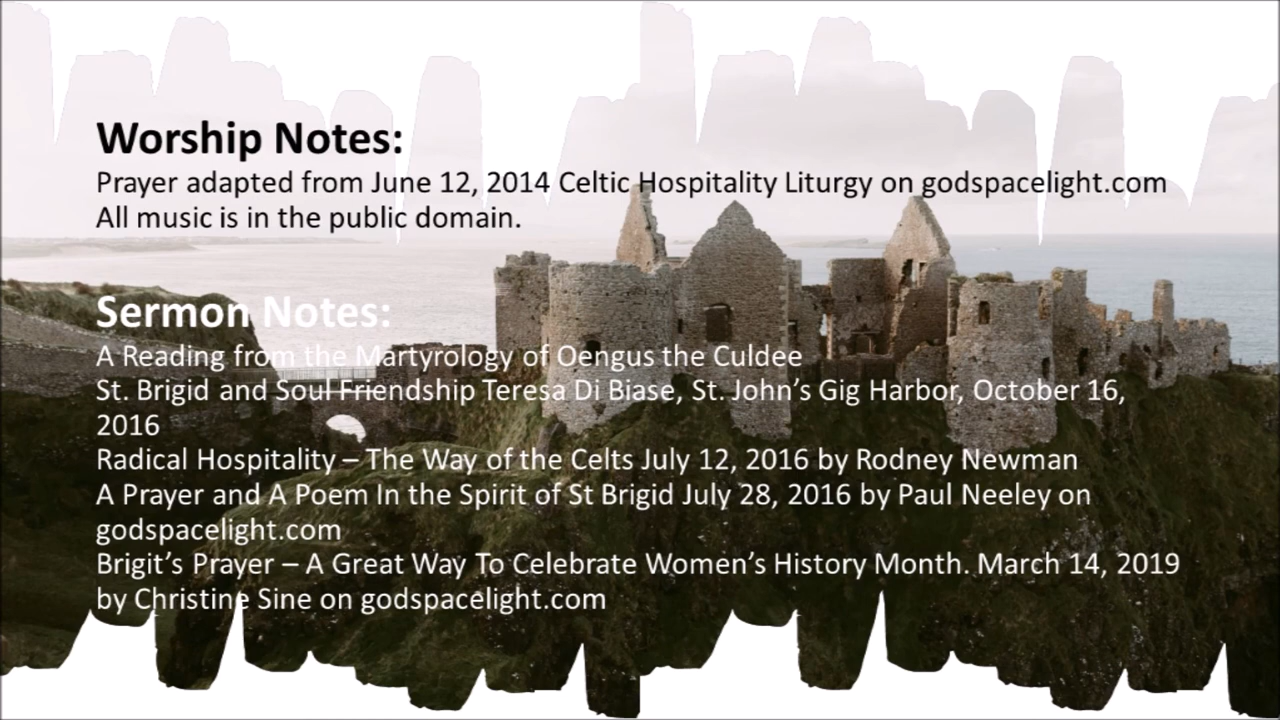 Worship Notes:
Prayer adapted from June 12, 2014 Celtic Hospitality Liturgy on godspacelight.com
All music is in the public domain.
Sermon Notes:
A Reading from the Martyrology of Oengus the Culdee
St. Brigid and Soul Friendship Teresa Di Biase, St. John’s Gig Harbor, October 16,
2016
Radical Hospitality – The Way of the Celts July 12, 2016 by Rodney Newman
A Prayer and A Poem In the Spirit of St Brigid July 28, 2016 by Paul Neeley on
godspacelight.com
Brigit’s Prayer – A Great Way To Celebrate Women’s History Month. March 14, 2019
by Christine Sine on godspacelight.com